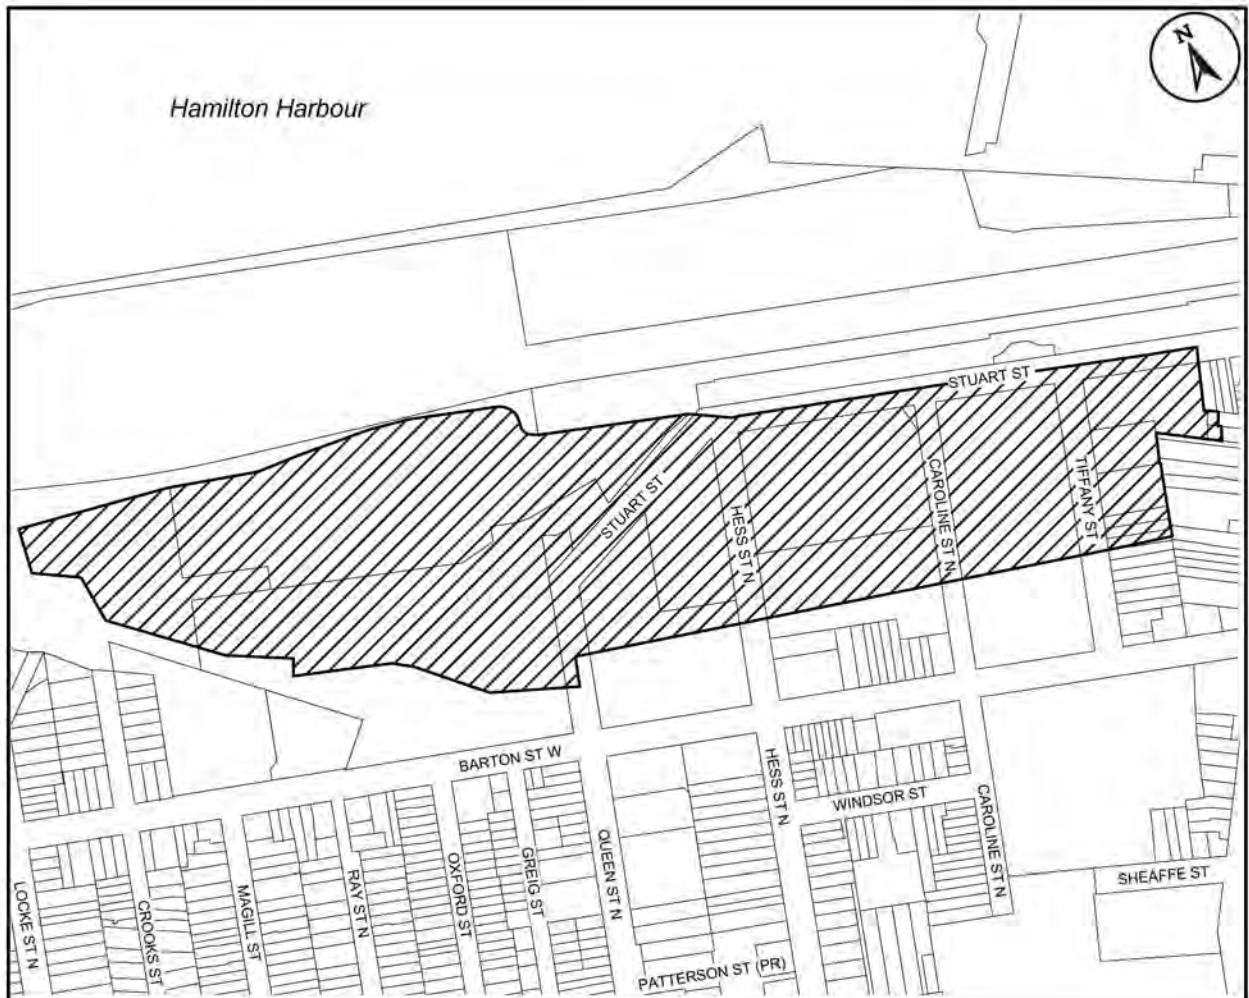 N
Hamilton Harbour
STUART ST
STUART ST
HESS ST N
CAROLINE ST N
TIFFANY ST
BARTON ST W
HESS ST N
WINDSOR ST
CAROLINE ST N
SHEAFFE ST
LOCKE ST N
CROOKS ST
MAGILL ST
RAY ST N
OXFORD ST
GREIG ST
QUEEN ST N
PATTERSON ST (PR)